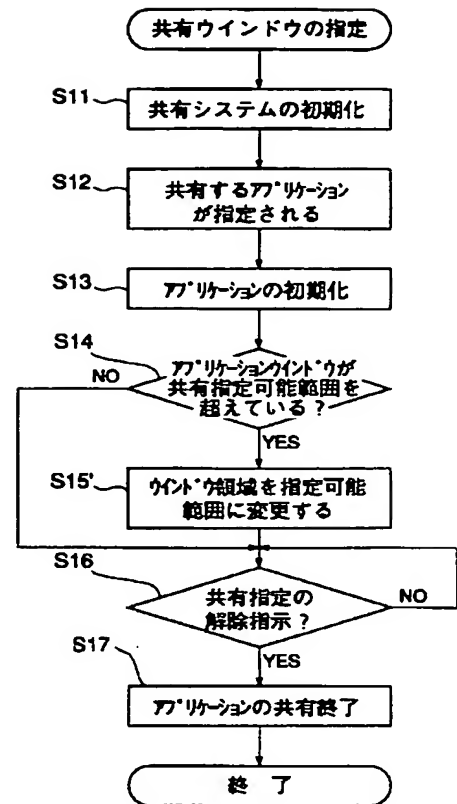 共有ウインドウの指定
S11
共有システムの初期化
S12
共有するアプリケーション
が指定される
S13
アプリケーションの初期化
S14
アプリケーションウインドウが
共有指定可能範囲を
超えている？
NO
YES
S15'
ウインドウ領域を指定可能
範囲に変更する
S16
共有指定の
解除指示？
NO
YES
S17
アプリケーションの共有終了
終 了